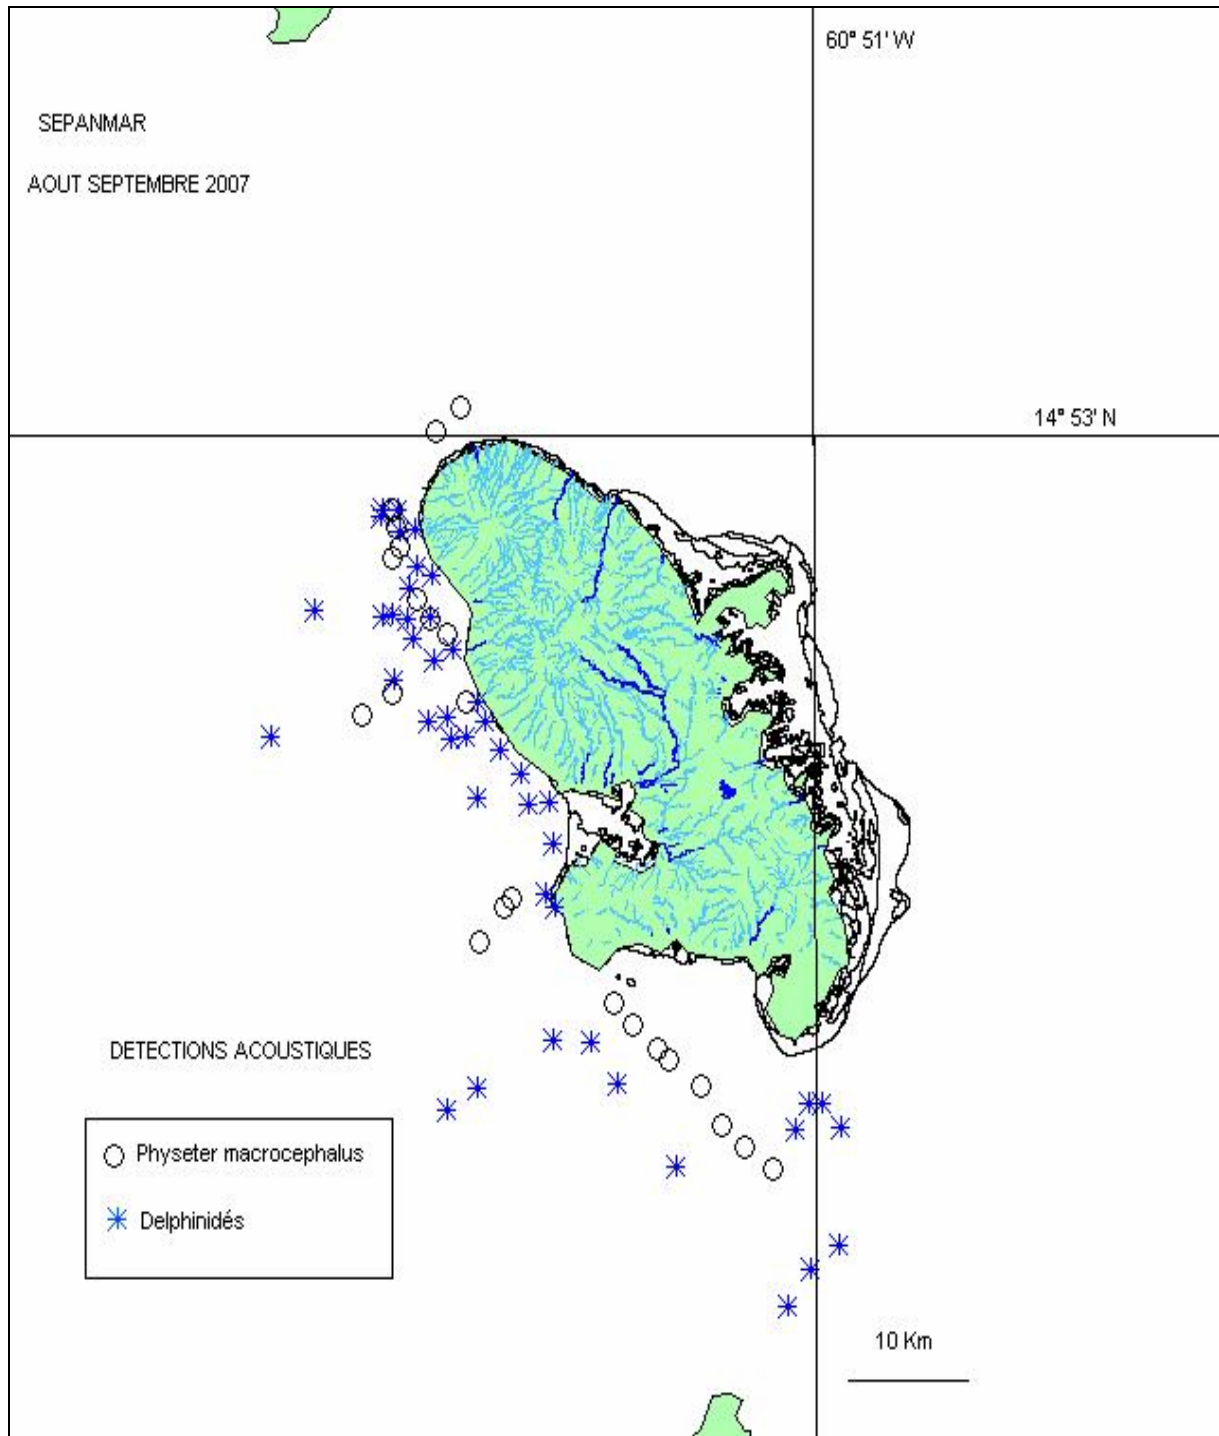 60° 51' W
SEPANMAR
AOUT SEPTEMBRE 2007
14° 53' N
DETECTIONS ACOUSTIQUES
Physeter macrocephalus
Delphinidés
10 Km